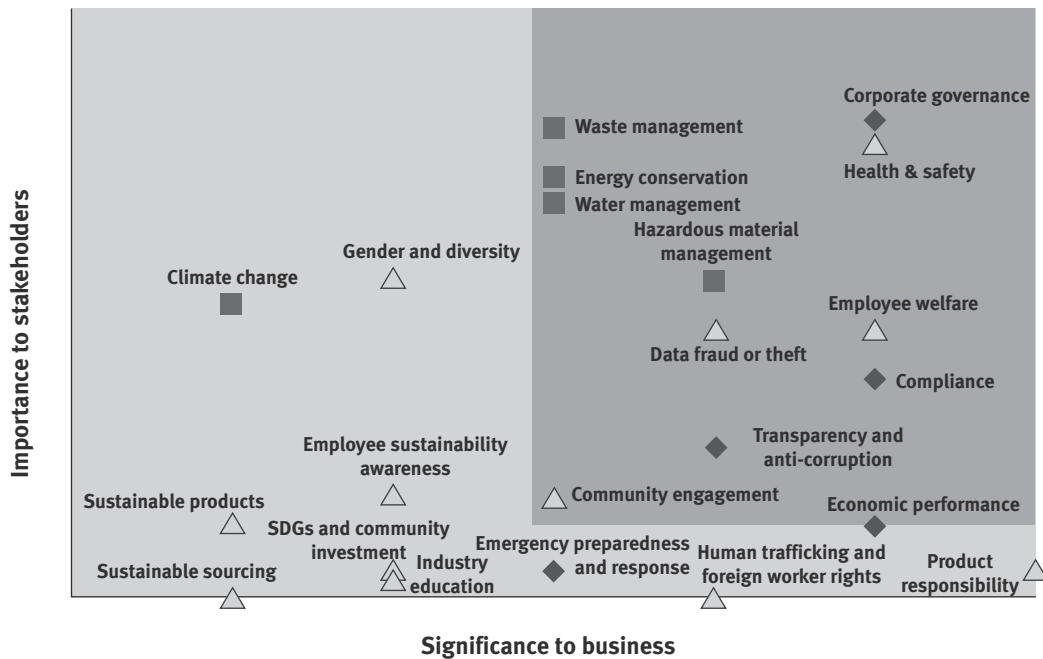 Corporate governance
Waste management
Health & safety
Energy conservation
Water management
Hazardous material
management
Gender and diversity
Climate change
Employee welfare
Data fraud or theft
Compliance
Transparency and
anti-corruption
Employee sustainability
awareness
Community engagement
Sustainable products
Economic performance
SDGs and community
investment
Emergency preparedness
and response
Human trafficking and
foreign worker rights
Industry
education
Product
responsibility
Sustainable sourcing
Importance to stakeholders
Significance to business